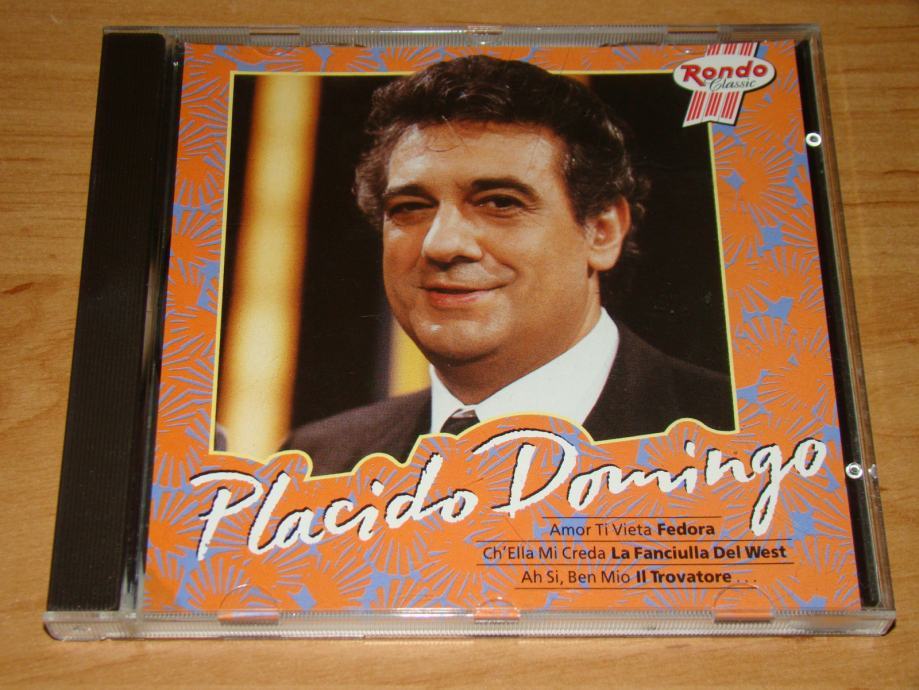 Rondo
Classic
Placido Domingo
Amor Ti Vieta Fedora
Ch'Ella Mi Creda La Fanciulla Del West
Ah Si, Ben Mio Il Trovatore...